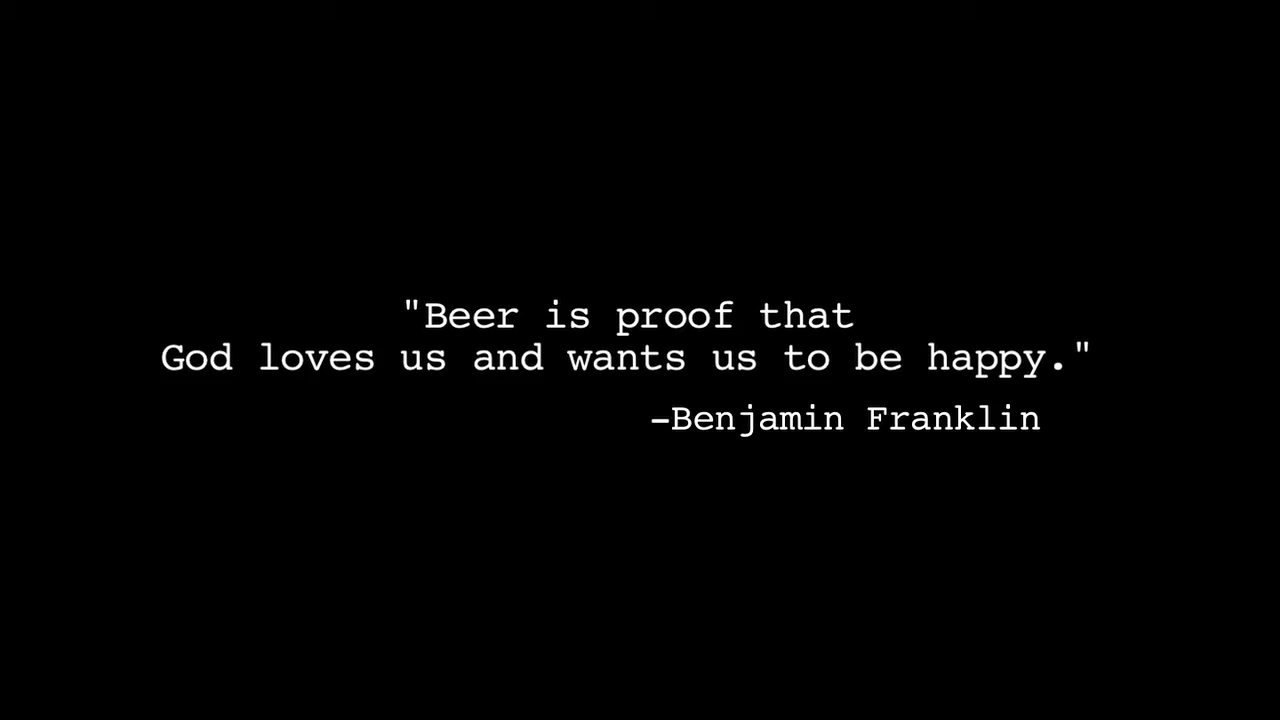 "Beer is proof that
God loves us and wants us to be happy."
-Benjamin Franklin